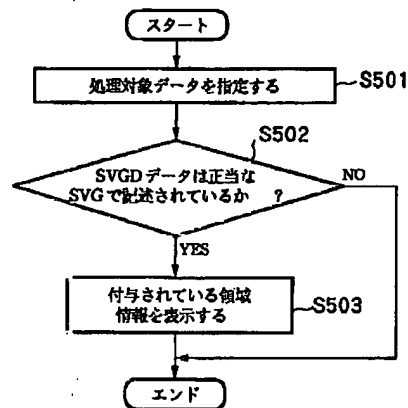 スタート
処理対象データを指定する
S501
S502
SVGDデータは正当な
SVGで記述されているか ?
NO
YES
付与されている領域
情報を表示する
S503
エンド